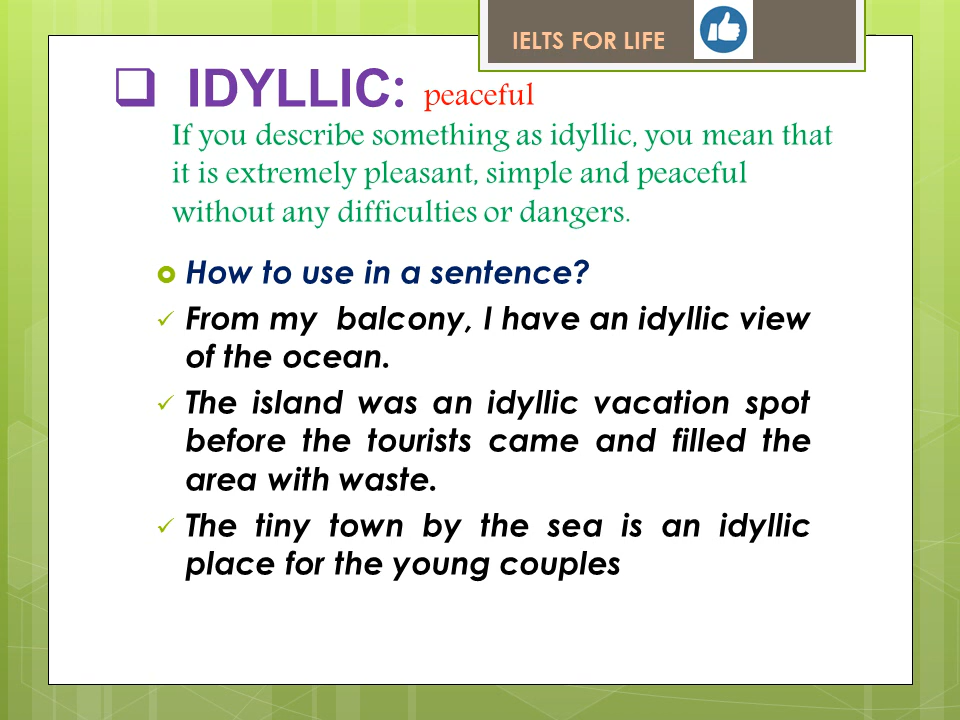 IELTS FOR LIFE
IDYLLIC: peaceful
If you describe something as idyllic, you mean that
it is extremely pleasant, simple and peaceful
without any difficulties or dangers.
How to use in a sentence?
From my balcony, I have an idyllic view
of the ocean.
The island was an idyllic vacation spot
before the tourists came and filled the
area with waste.
The tiny town by the sea is an idyllic
place for the young couples